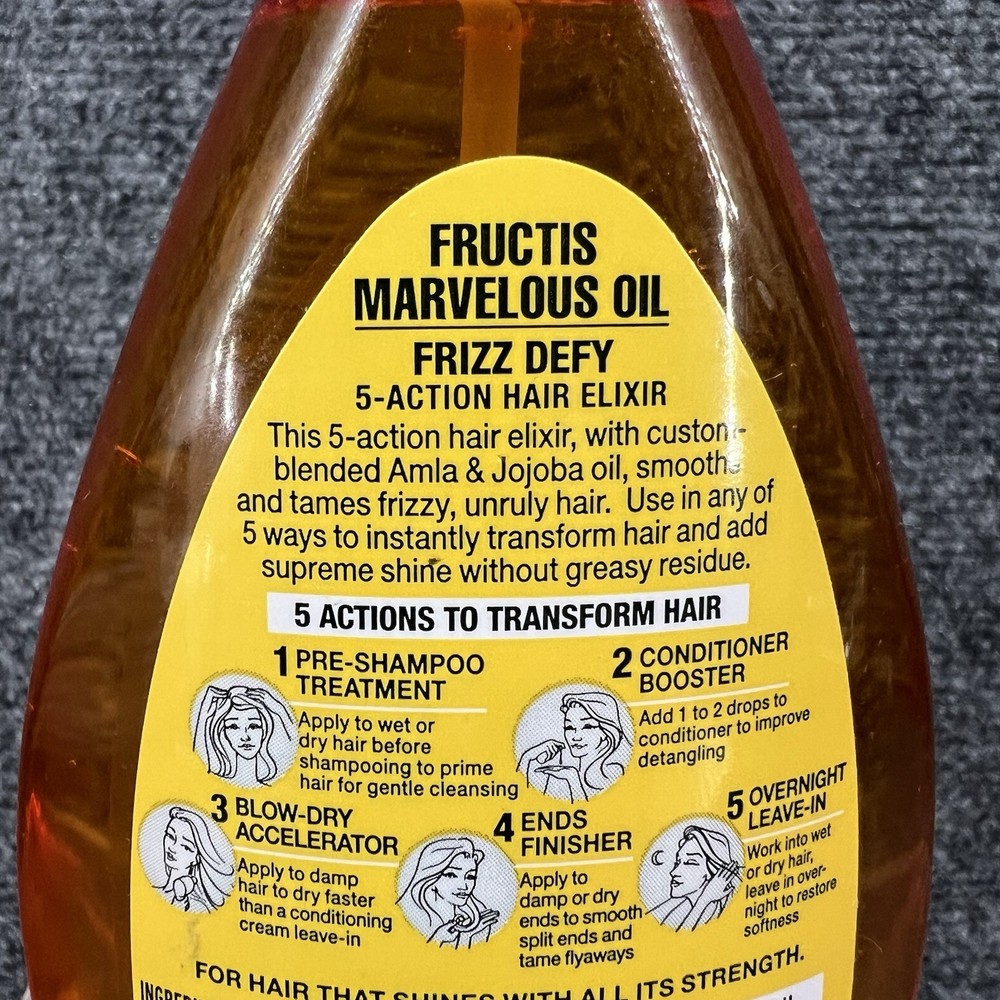 FRUCTIS
MARVELOUS OIL
FRIZZ DEFY
5-ACTION HAIR ELIXIR
This 5-action hair elixir, with custom-
blended Amla & Jojoba oil, smooths
and tames frizzy, unruly hair. Use in any of
5 ways to instantly transform hair and add
supreme shine without greasy residue.
5 ACTIONS TO TRANSFORM HAIR
1 PRE-SHAMPOO
TREATMENT
Apply to wet or
dry hair before
shampooing to prime
hair for gentle cleansing
2 CONDITIONER
BOOSTER
Add 1 to 2 drops to
conditioner to improve
detangling
3 BLOW-DRY
ACCELERATOR
Apply to damp
hair to dry faster
than a conditioning
cream leave-in
4 ENDS
FINISHER
Apply to
damp or dry
ends to smooth
split ends and
tame flyaways
5 OVERNIGHT
LEAVE-IN
Work into wet
or dry hair,
leave in over-
night to restore
softness
FOR HAIR THAT SHINES WITH ALL ITS STRENGTH.